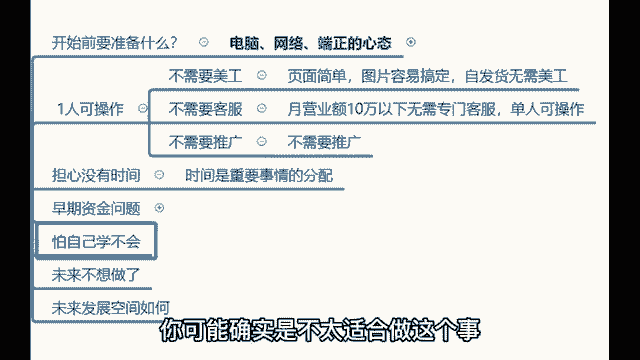 开始前要准备什么？ 电脑、网络、端正的心态
不需要美工 页面简单，图片容易搞定，自发货无需美工
1人可操作 不需要客服 月营业额10万以下无需专门客服，单人可操作
不需要推广 不需要推广
担心没有时间 时间是重要事情的分配
早期资金问题
怕自己学不会
未来不想做了
未来发展空间如何
你可能确实是不太适合做这个事